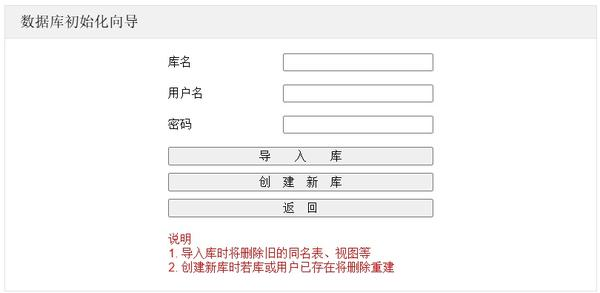 数据库初始化向导
库名
用户名
密码
导 入 库
创 建 新 库
返 回
说明
1. 导入库时将删除旧的同名表、视图等
2. 创建新库时若库或用户已存在将删除重建